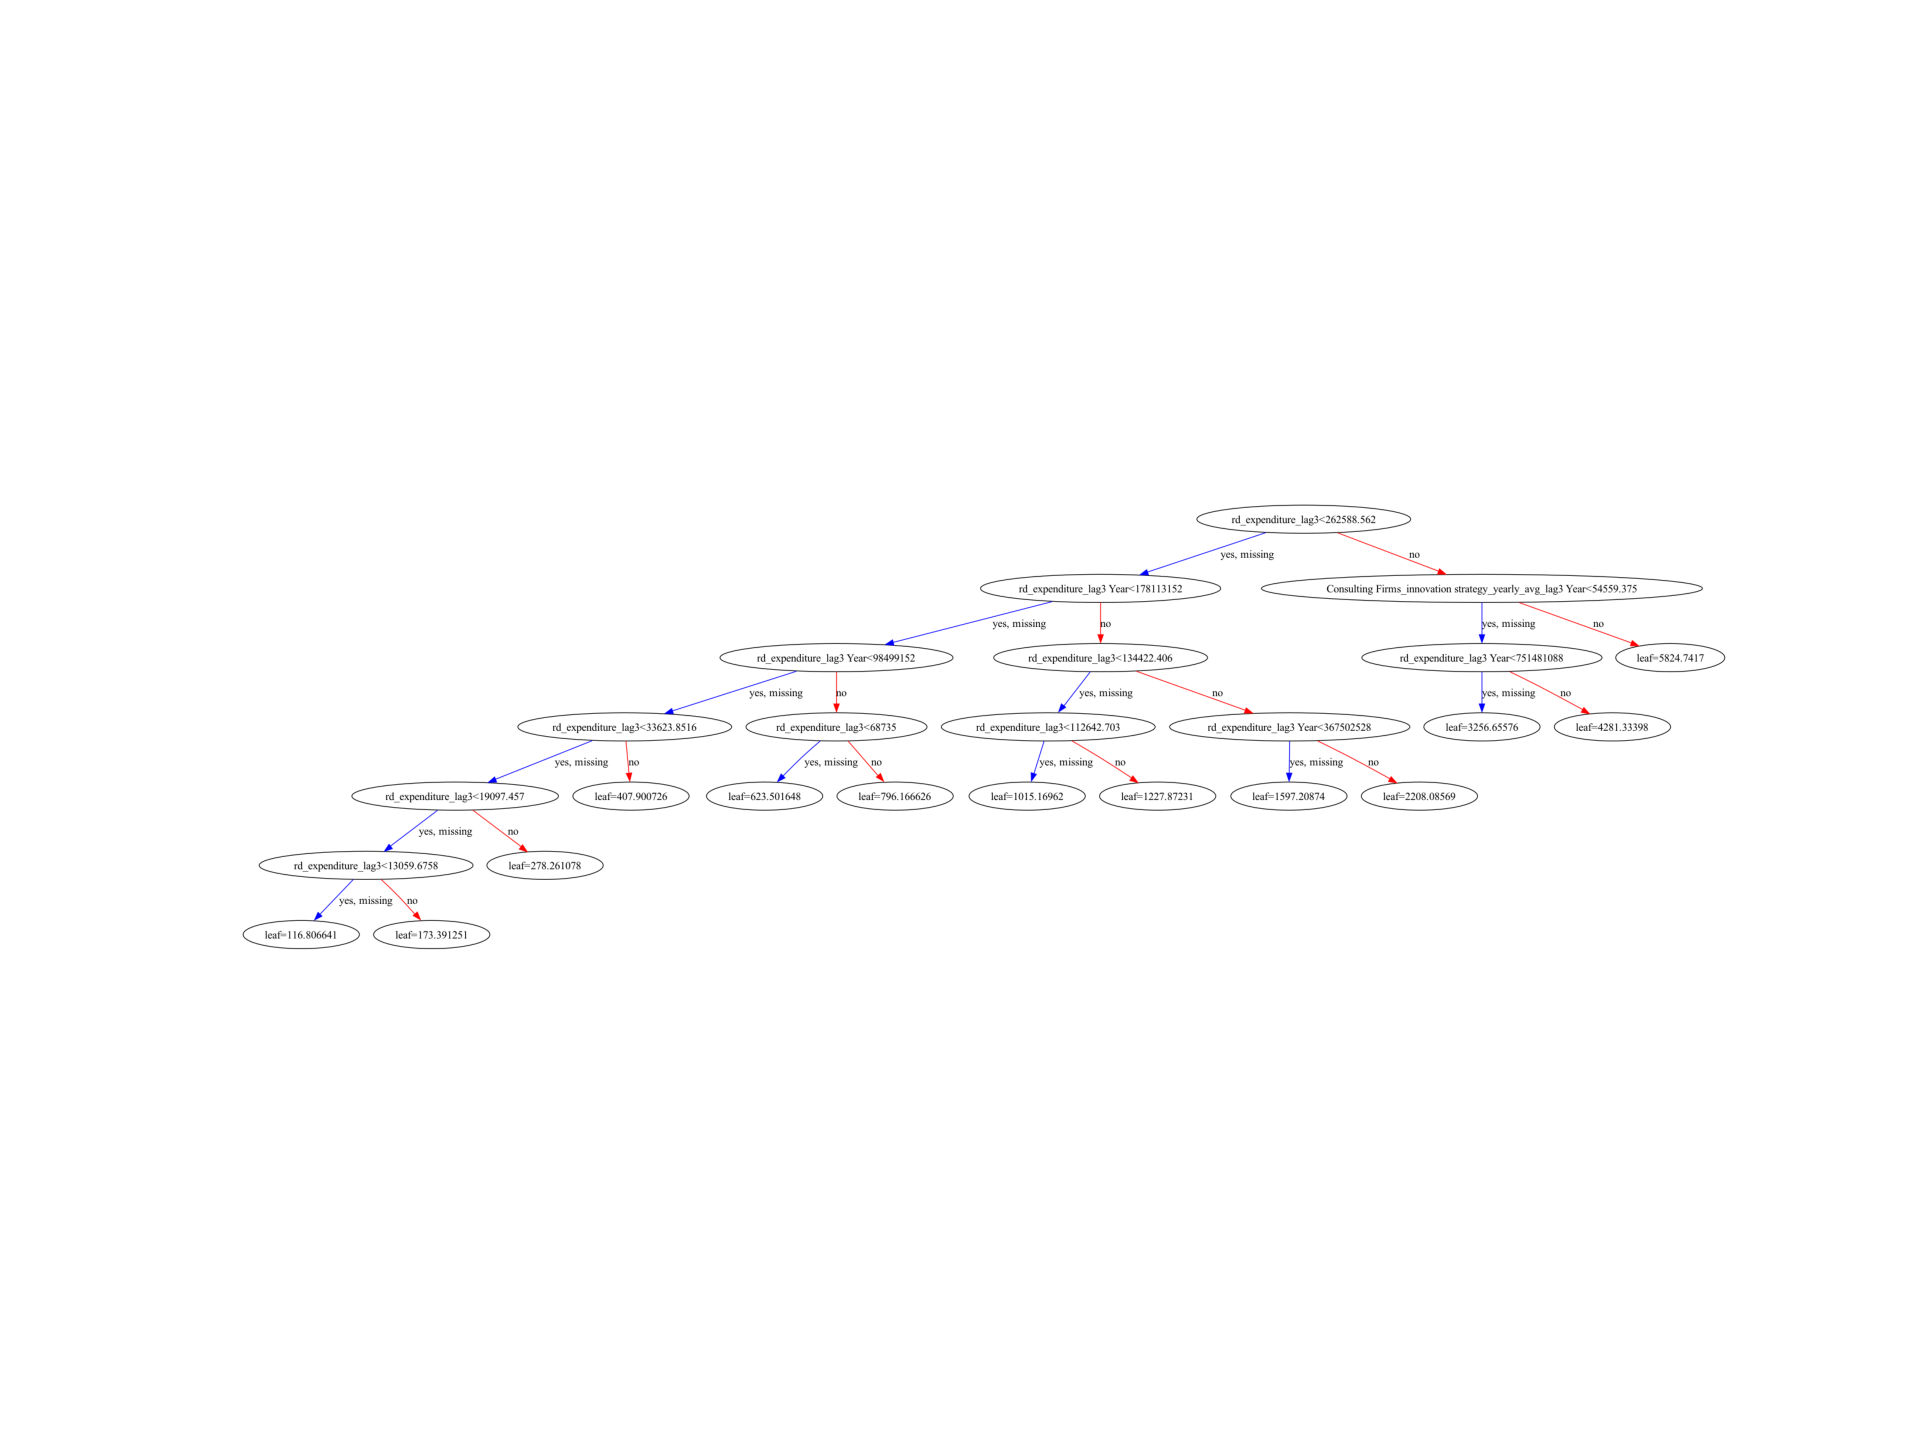 rd_expenditure_lag3<262588.562
yes, missing
no
rd_expenditure_lag3 Year<178113152
Consulting Firms_innovation strategy_yearly_avg_lag3 Year<54559.375
yes, missing
no
yes, missing
no
rd_expenditure_lag3 Year<98499152
rd_expenditure_lag3<134422.406
rd_expenditure_lag3 Year<751481088
leaf=5824.7417
yes, missing
no
yes, missing
no
yes, missing
no
rd_expenditure_lag3<33623.8516
rd_expenditure_lag3<68735
rd_expenditure_lag3<112642.703
rd_expenditure_lag3 Year<367502528
leaf=3256.65576
leaf=4281.33398
yes, missing
no
yes, missing
no
yes, missing
no
yes, missing
no
rd_expenditure_lag3<19097.457
leaf=407.900726
leaf=623.501648
leaf=796.166626
leaf=1015.16962
leaf=1227.87231
leaf=1597.20874
leaf=2208.08569
yes, missing
no
rd_expenditure_lag3<13059.6758
leaf=278.261078
yes, missing
no
leaf=116.806641
leaf=173.391251